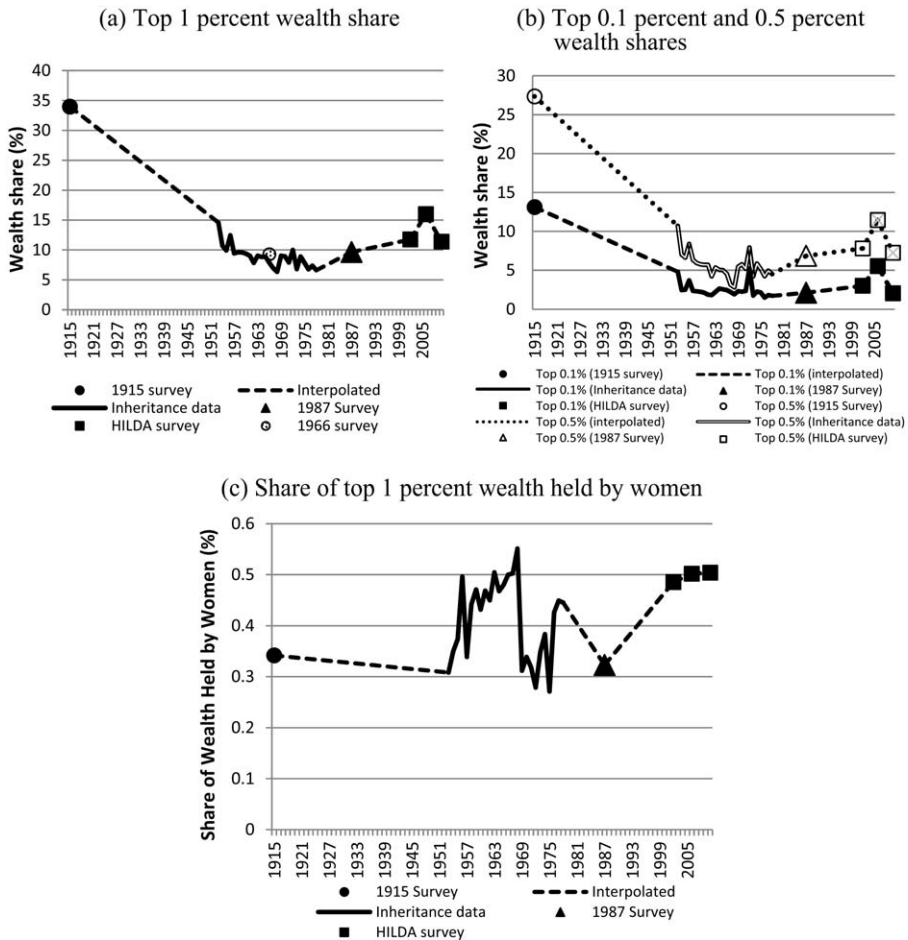 (a) Top 1 percent wealth share
Wealth share (%)
40
35
30
25
20
15
10
5
0
1915
1921
1927
1933
1939
1945
1951
1957
1963
1969
1975
1981
1987
1993
1999
2005
1915 survey
Interpolated
Inheritance data
1987 Survey
HILDA survey
1966 survey
(b) Top 0.1 percent and 0.5 percent
wealth shares
Wealth share (%)
30
25
20
15
10
5
0
1915
1921
1927
1933
1939
1945
1951
1957
1963
1969
1975
1981
1987
1993
1999
2005
Top 0.1% (1915 survey)
Top 0.1% (interpolated)
Top 0.1% (Inheritance data)
Top 0.1% (1987 Survey)
Top 0.1% (HILDA survey)
Top 0.5% (1915 Survey)
Top 0.5% (interpolated)
Top 0.5% (Inheritance data)
Top 0.5% (1987 Survey)
Top 0.5% (HILDA survey)
(c) Share of top 1 percent wealth held by women
Share of Wealth Held by Women (%)
0.6
0.5
0.4
0.3
0.2
0.1
0
1915
1921
1927
1933
1939
1945
1951
1957
1963
1969
1975
1981
1987
1993
1999
2005
1915 Survey
Interpolated
Inheritance data
1987 Survey
HILDA survey